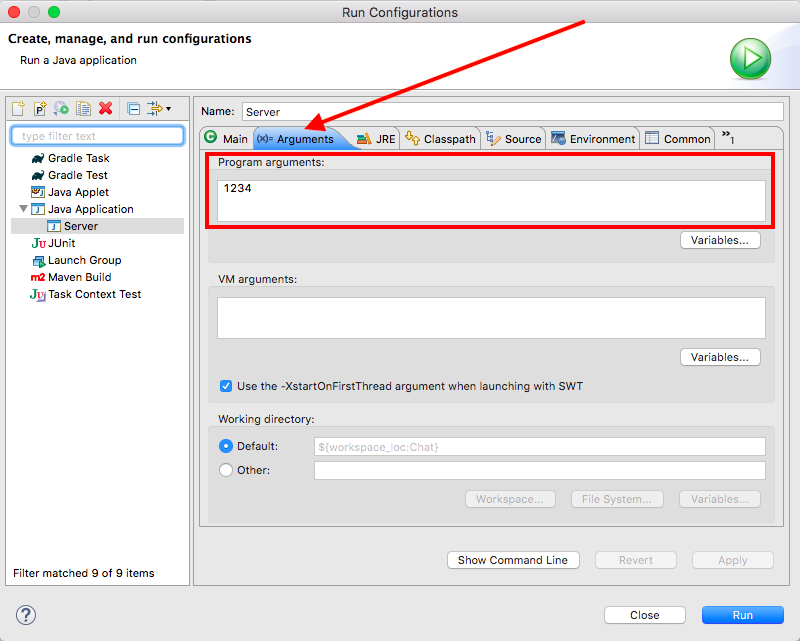 Run Configurations
Create, manage, and run configurations
Run a Java application
type filter text
Gradle Task
Gradle Test
Java Applet
Java Application
Server
JUnit
Launch Group
Maven Build
Task Context Test
Filter matched 9 of 9 items
Name: Server
Main (x)= Arguments JRE Classpath Source Environment Common »1
Program arguments:
1234
Variables...
VM arguments:
Variables...
Use the -XstartOnFirstThread argument when launching with SWT
Working directory:
Default: ${workspace_loc:Chat}
Other:
Workspace... File System... Variables...
Show Command Line Revert Apply
? Close Run